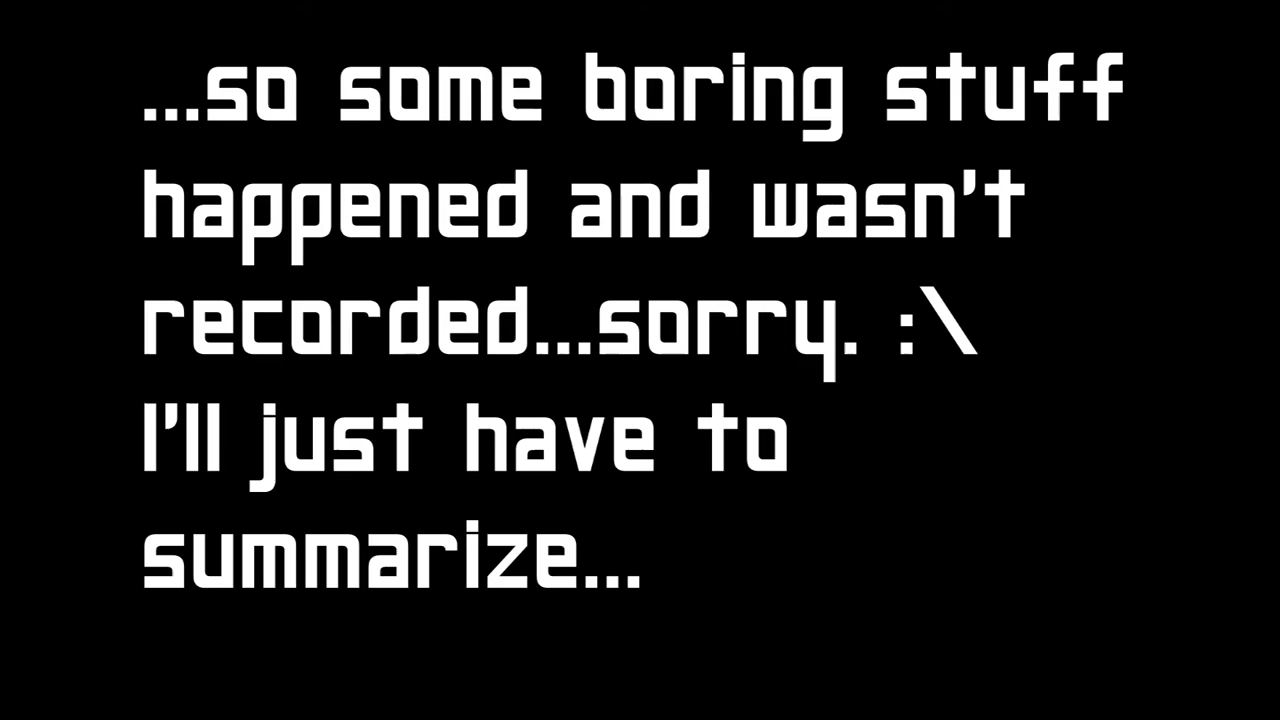 ...so some boring stuff
happened and wasn't
recorded...sorry. :\
I'll just have to
summarize...